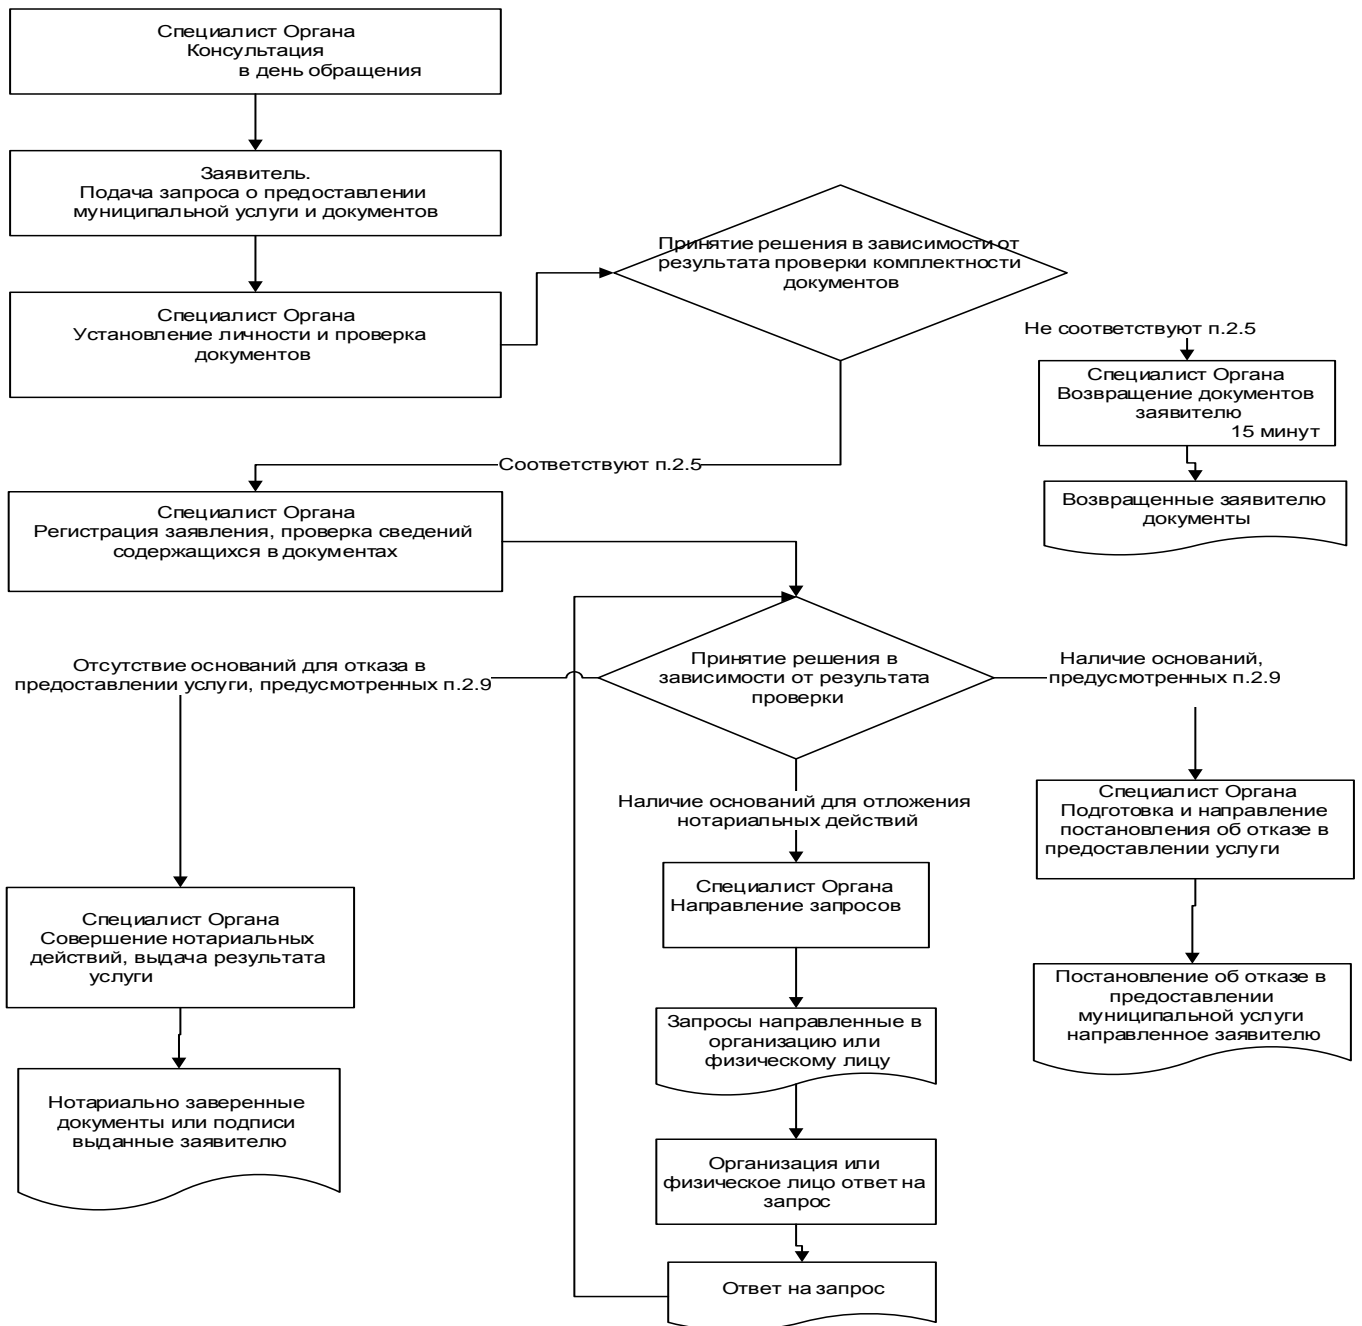 Специалист Органа
Консультация
в день обращения
Заявитель.
Подача запроса о предоставлении
муниципальной услуги и документов
Специалист Органа
Установление личности и проверка
документов
Принятие решения в зависимости от
результата проверки комплектности
документов
Не соответствуют п.2.5
Специалист Органа
Возвращение документов
заявителю
15 минут
Возвращенные заявителю
документы
Соответствуют п.2.5
Специалист Органа
Регистрация заявления, проверка сведений
содержащихся в документах
Принятие решения в
зависимости от результата
проверки
Отсутствие оснований для отказа в
предоставлении услуги, предусмотренных п.2.9
Наличие оснований,
предусмотренных п.2.9
Наличие оснований для отложения
нотариальных действий
Специалист Органа
Подготовка и направление
постановления об отказе в
предоставлении услуги
Специалист Органа
Направление запросов
Специалист Органа
Совершение нотариальных
действий, выдача результата
услуги
Постановление об отказе в
предоставлении
муниципальной услуги
направленное заявителю
Запросы направленные в
организацию или
физическому лицу
Нотариально заверенные
документы или подписи
выданные заявителю
Организация или
физическое лицо ответ на
запрос
Ответ на запрос